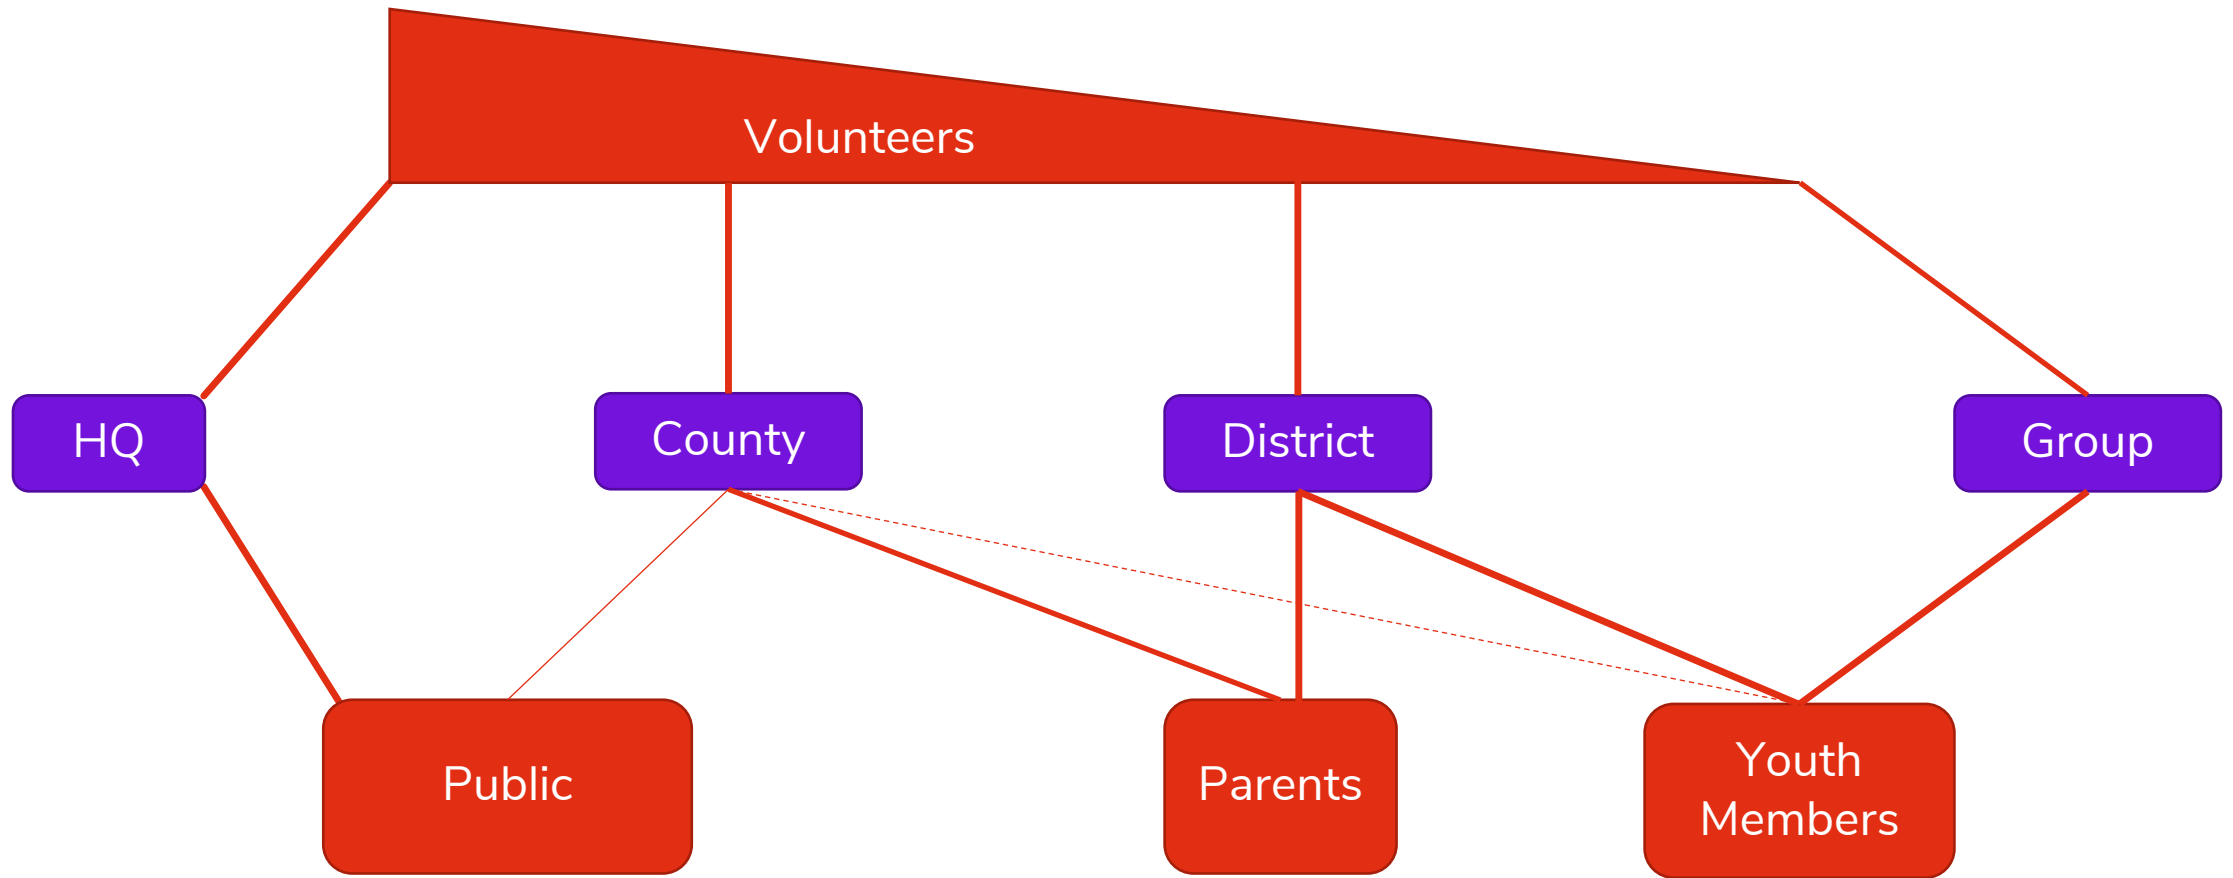 Volunteers
HQ
County
District
Group
Public
Parents
Youth
Members